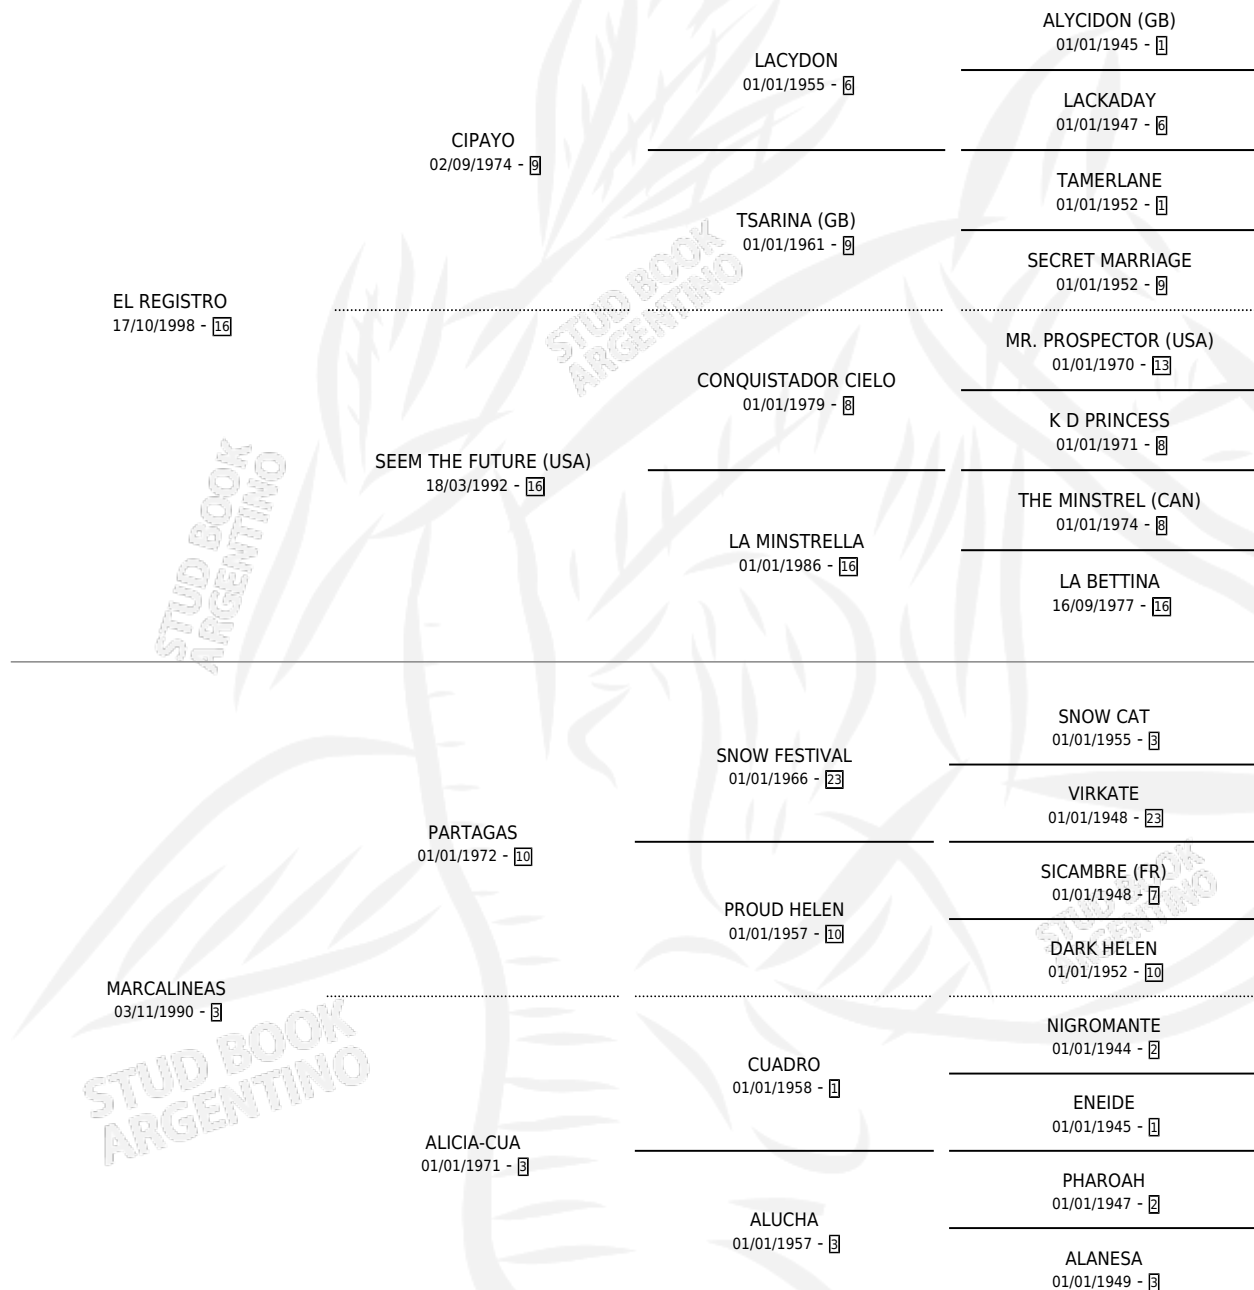 ALYCIDON (GB)
01/01/1945 - 1
LACYDON
01/01/1955 - 6
LACKADAY
01/01/1947 - 6
CIPAYO
02/09/1974 - 9
TAMERLANE
01/01/1952 - 1
TSARINA (GB)
01/01/1961 - 9
SECRET MARRIAGE
01/01/1952 - 9
EL REGISTRO
17/10/1998 - 16
MR. PROSPECTOR (USA)
01/01/1970 - 13
CONQUISTADOR CIELO
01/01/1979 - 8
K D PRINCESS
01/01/1971 - 8
SEEM THE FUTURE (USA)
18/03/1992 - 16
THE MINSTREL (CAN)
01/01/1974 - 8
LA MINSTRELLA
01/01/1986 - 16
LA BETTINA
16/09/1977 - 16
SNOW CAT
01/01/1955 - 3
SNOW FESTIVAL
01/01/1966 - 23
VIRKATE
01/01/1948 - 23
PARTAGAS
01/01/1972 - 10
SICAMBRE (FR)
01/01/1948 - 7
PROUD HELEN
01/01/1957 - 10
DARK HELEN
01/01/1952 - 10
MARCALINEAS
03/11/1990 - 3
NIGROMANTE
01/01/1944 - 2
CUADRO
01/01/1958 - 1
ENEIDE
01/01/1945 - 1
ALICIA-CUA
01/01/1971 - 3
PHAROAH
01/01/1947 - 2
ALUCHA
01/01/1957 - 3
ALANESA
01/01/1949 - 3
STUD BOOK
ARGENTINO
STUD BOOK
ARGENTINO
STUD BOOK
ARGENTINO
STUD BOOK
ARGENTINO